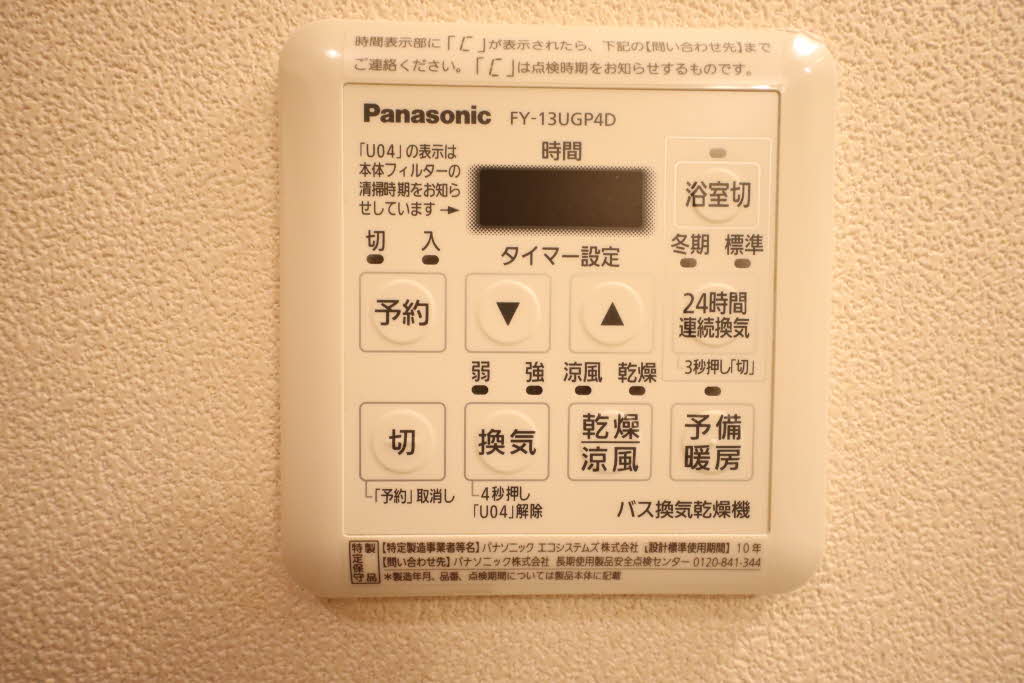 時間表示部に「 」が表示されたら、下記の【問い合わせ先】まで
ご連絡ください。「 」は点検時期をお知らせするものです。
Panasonic FY-13UGP4D
「U04」の表示は
本体フィルターの
清掃時期をお知ら
せしています→
時間
浴室切
切 入
タイマー設定
冬期 標準
予約
▼
▲
24時間
連続換気
3秒押し「切」
弱 強 涼風 乾燥
切
換気
乾燥
涼風
予備
暖房
「予約」取消し
4秒押し
「U04」解除
バス換気乾燥機
特定保守製品
【特定製造事業者等名】パナソニック エコシステムズ株式会社 【設計標準使用期間】10年
【問い合わせ先】パナソニック株式会社 長期使用製品安全点検センター 0120-841-344
＊製造年月、品番、点検期間については製品本体に記載